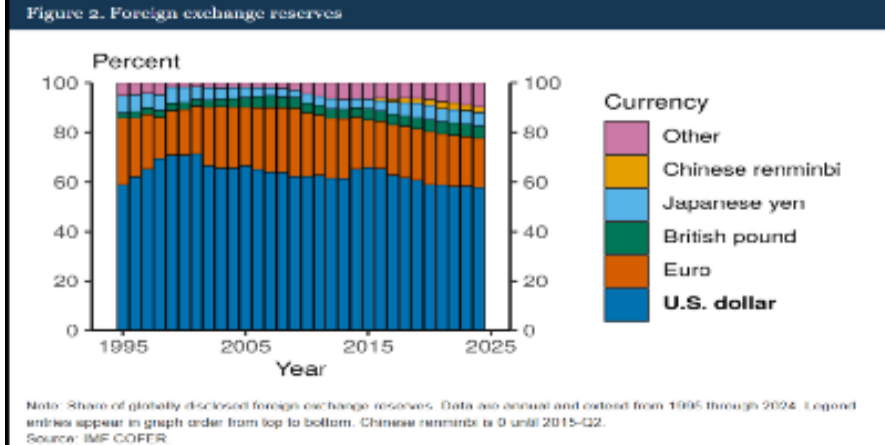 Figure 2. Foreign exchange reserves
Percent
100
80
60
40
20
0
100
80
60
40
20
0
1995
2005
2015
2025
Year
Currency
Other
Chinese renminbi
Japanese yen
British pound
Euro
U.S. dollar
Note: Share of globally disclosed foreign exchange reserves. Data are annual and extend from 1995 through 2024. Legend
entries appear in graph order from top to bottom. Chinese renminbi is 0 until 2015-Q2.
Source: IMF COFER.